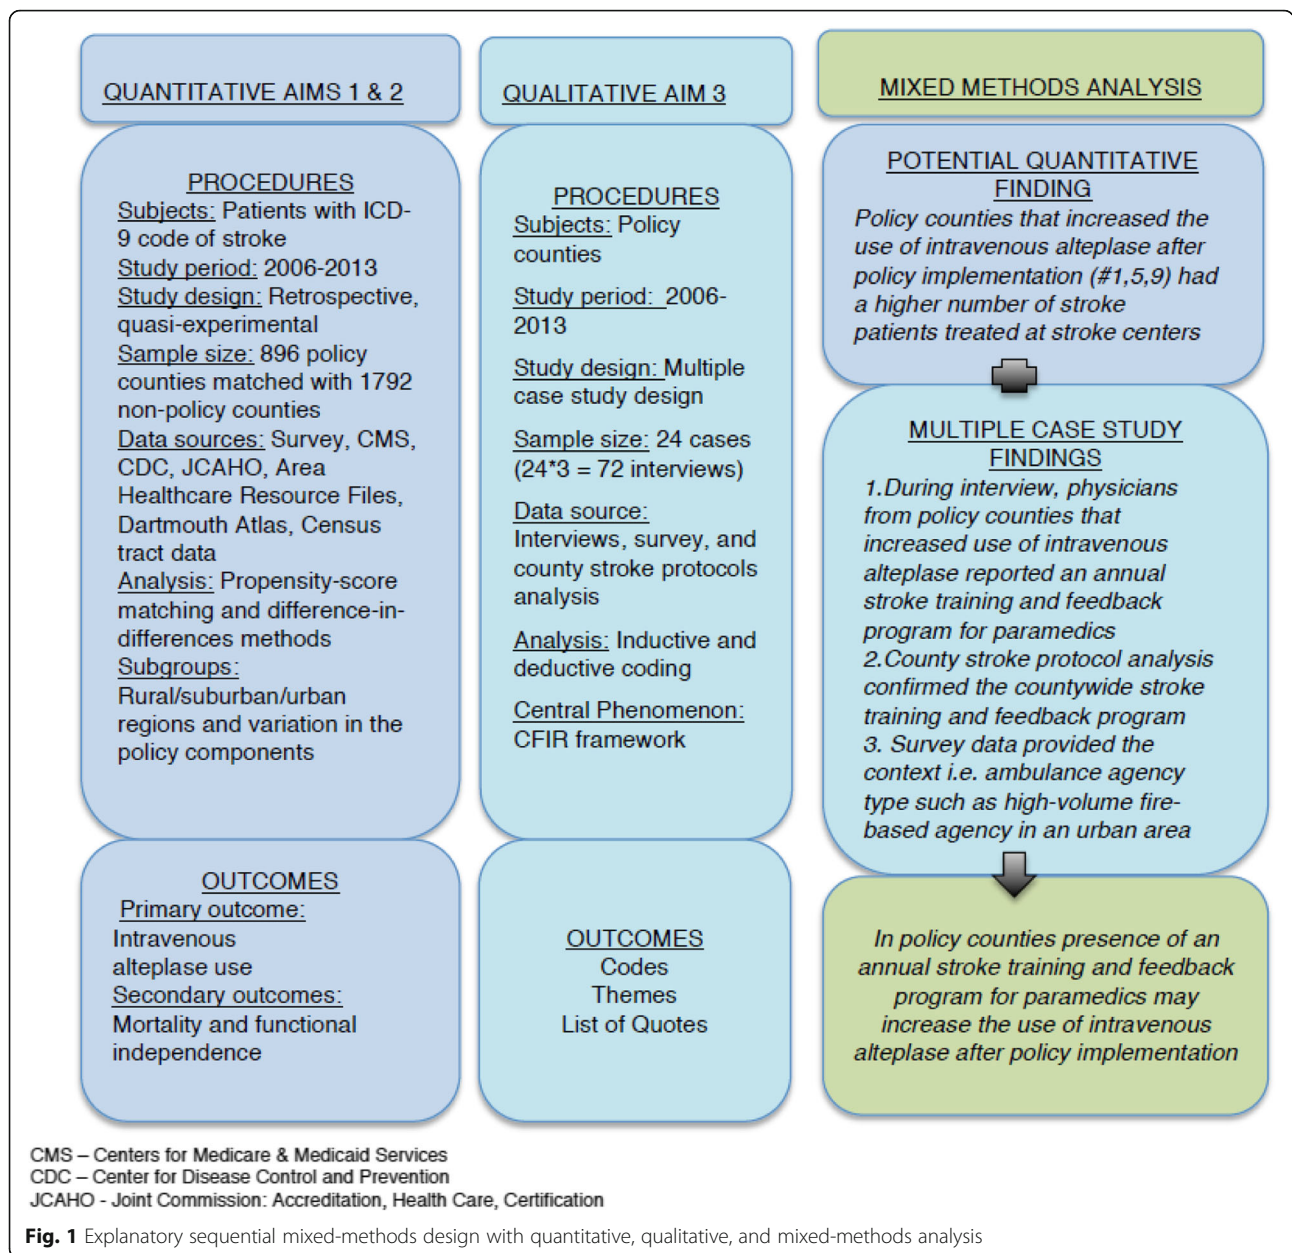 QUANTITATIVE AIMS 1 & 2
PROCEDURES
Subjects: Patients with ICD-
9 code of stroke
Study period: 2006-2013
Study design: Retrospective,
quasi-experimental
Sample size: 896 policy
counties matched with 1792
non-policy counties
Data sources: Survey, CMS,
CDC, JCAHO, Area
Healthcare Resource Files,
Dartmouth Atlas, Census
tract data
Analysis: Propensity-score
matching and difference-in-
differences methods
Subgroups:
Rural/suburban/urban
regions and variation in the
policy components
OUTCOMES
Primary outcome:
Intravenous
alteplase use
Secondary outcomes:
Mortality and functional
independence
QUALITATIVE AIM 3
PROCEDURES
Subjects: Policy
counties
Study period: 2006-
2013
Study design: Multiple
case study design
Sample size: 24 cases
(24*3 = 72 interviews)
Data source:
Interviews, survey, and
county stroke protocols
analysis
Analysis: Inductive and
deductive coding
Central Phenomenon:
CFIR framework
OUTCOMES
Codes
Themes
List of Quotes
MIXED METHODS ANALYSIS
POTENTIAL QUANTITATIVE
FINDING
Policy counties that increased the
use of intravenous alteplase after
policy implementation (#1,5,9) had
a higher number of stroke
patients treated at stroke centers
MULTIPLE CASE STUDY
FINDINGS
1.During interview, physicians
from policy counties that
increased use of intravenous
alteplase reported an annual
stroke training and feedback
program for paramedics
2.County stroke protocol analysis
confirmed the countywide stroke
training and feedback program
3. Survey data provided the
context i.e. ambulance agency
type such as high-volume fire-
based agency in an urban area
In policy counties presence of an
annual stroke training and feedback
program for paramedics may
increase the use of intravenous
alteplase after policy implementation
CMS – Centers for Medicare & Medicaid Services
CDC – Center for Disease Control and Prevention
JCAHO - Joint Commission: Accreditation, Health Care, Certification
Fig. 1 Explanatory sequential mixed-methods design with quantitative, qualitative, and mixed-methods analysis